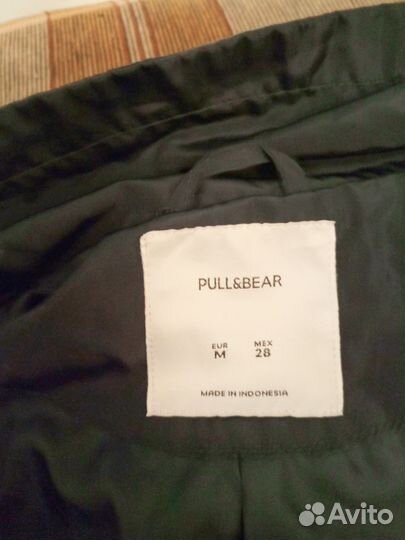 PULL&BEAR
EUR MEX
M 28
MADE IN INDONESIA
Avito